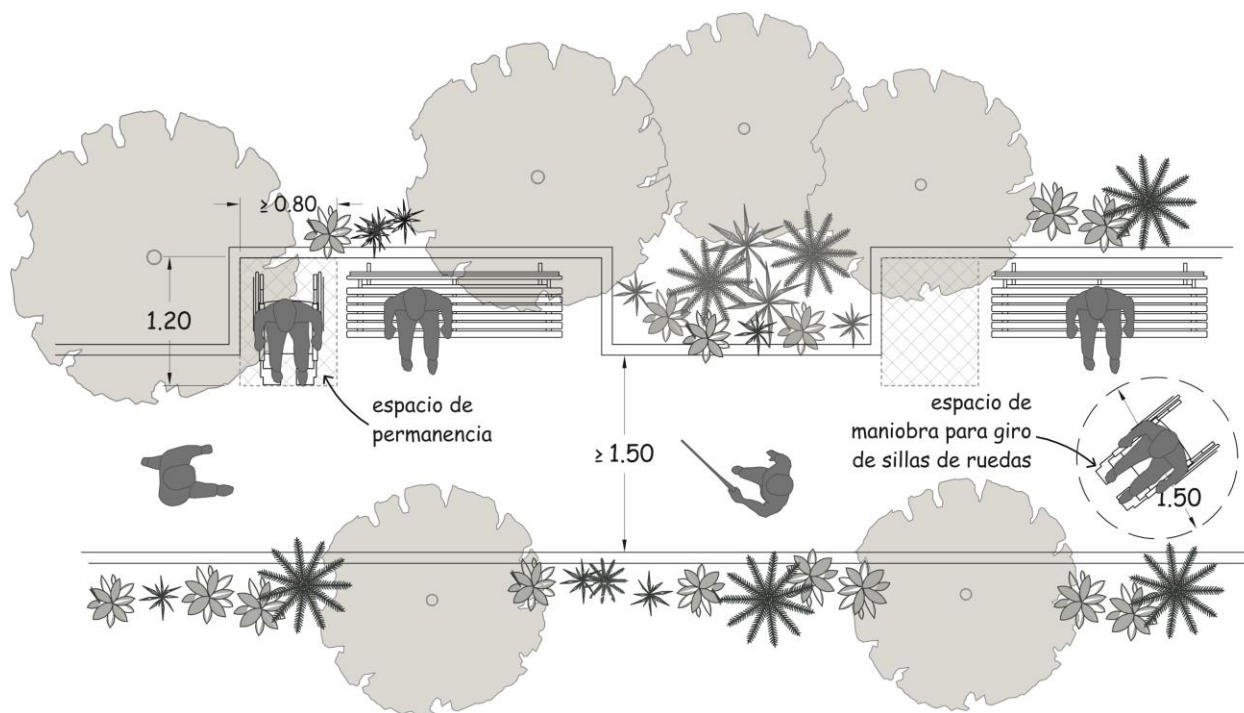 ≥ 0.80
1.20
espacio de
permanencia
≥ 1.50
espacio de
maniobra para giro
de sillas de ruedas
1.50